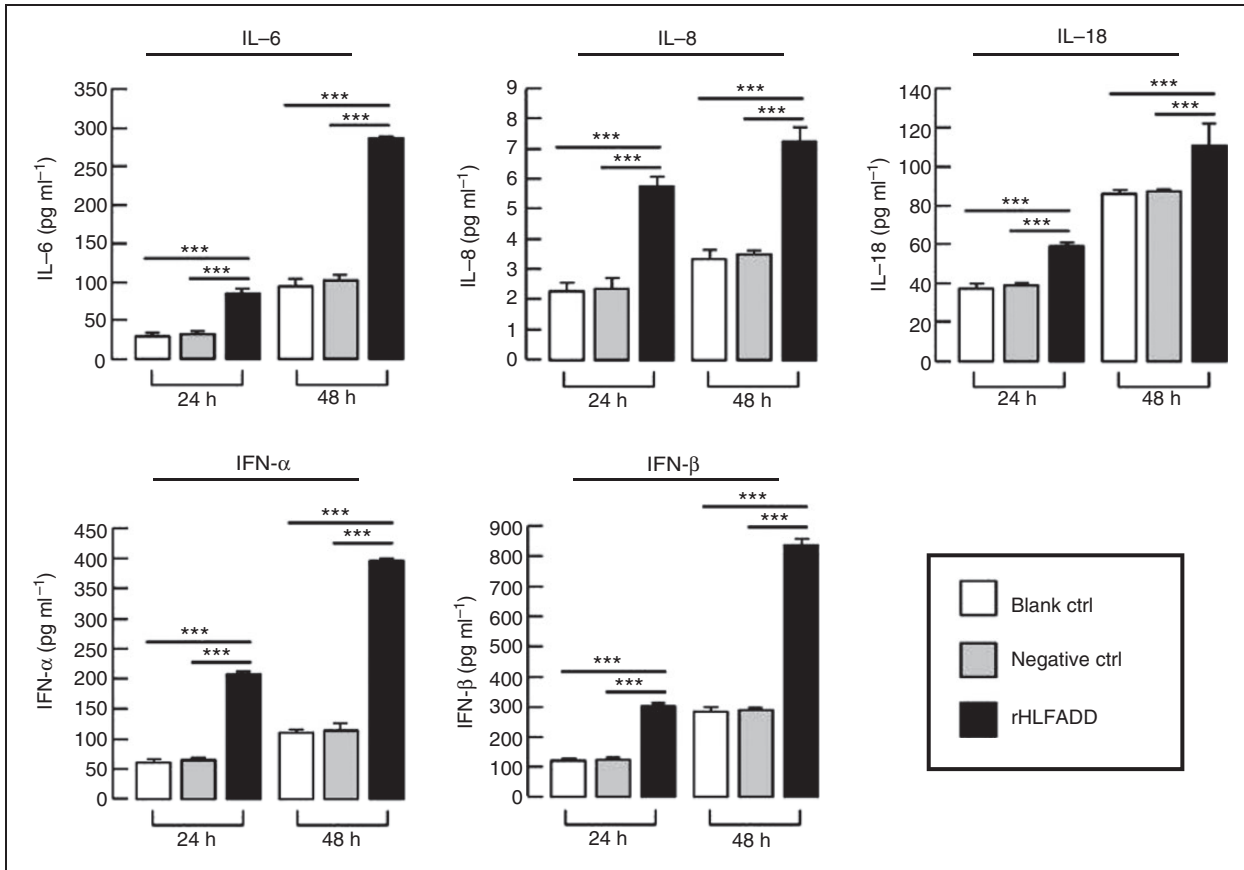 IL–6
IL–6 (pg ml⁻¹)
350
300
250
200
150
100
50
0
***
***
***
***
24 h
48 h
IL–8
IL–8 (pg ml⁻¹)
9
8
7
6
5
4
3
2
1
0
***
***
***
***
24 h
48 h
IL–18
IL–18 (pg ml⁻¹)
140
120
100
80
60
40
20
0
***
***
***
***
24 h
48 h
IFN-α
IFN-α (pg ml⁻¹)
450
400
350
300
250
200
150
100
50
0
***
***
***
***
24 h
48 h
IFN-β
IFN-β (pg ml⁻¹)
900
800
700
600
500
400
300
200
100
0
***
***
***
***
24 h
48 h
Blank ctrl
Negative ctrl
rHLFADD